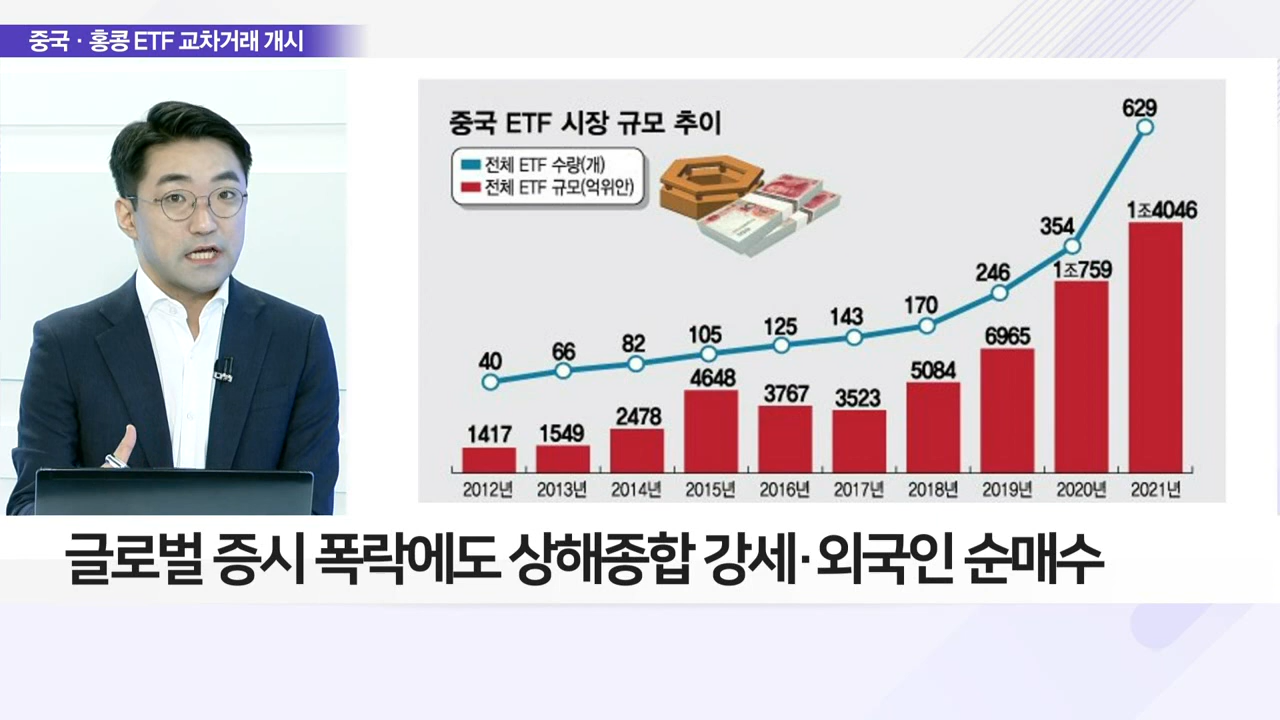 중국 · 홍콩 ETF 교차거래 개시
중국 ETF 시장 규모 추이
전체 ETF 수량(개)
전체 ETF 규모(억위안)
40 66 82 105 125 143 170 246 354 629
1417 1549 2478 4648 3767 3523 5084 6965 1조759 1조4046
2012년 2013년 2014년 2015년 2016년 2017년 2018년 2019년 2020년 2021년
글로벌 증시 폭락에도 상해종합 강세·외국인 순매수